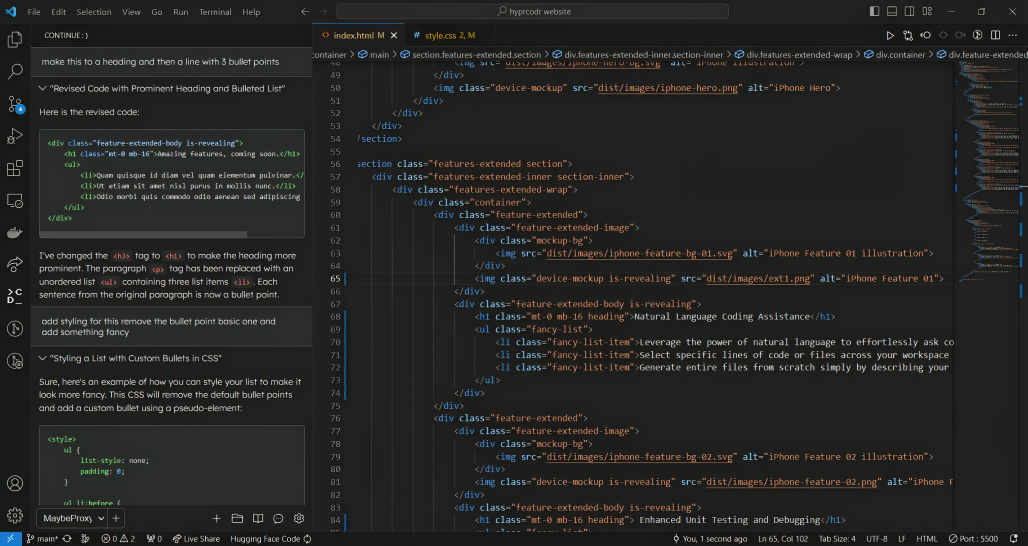 File Edit Selection View Go Run Terminal Help
hyprcodr website
CONTINUE : )
make this to a heading and then a line with 3 bullet points
"Revised Code with Prominent Heading and Bulleted List"
Here is the revised code:
<div class="feature-extended-body is-revealing">
<h1 class="mt-0 mb-16">Amazing features, coming soon.</h1>
<ul>
<li>Quam quisque id diam vel quam elementum pulvinar.</
<li>Ut etiam sit amet nisl purus in mollis nunc.</li>
<li>Odio morbi quis commodo odio aenean sed adipiscing
</ul>
</div>
I've changed the <h3> tag to <h1> to make the heading more
prominent. The paragraph <p> tag has been replaced with an
unordered list <ul> containing three list items <li>. Each
sentence from the original paragraph is now a bullet point.
add styling for this remove the bullet point basic one and
add something fancy
"Styling a List with Custom Bullets in CSS"
Sure, here's an example of how you can style your list to make it
look more fancy. This CSS will remove the default bullet points
and add a custom bullet using a pseudo-element:
<style>
ul {
list-style: none;
padding: 0;
}
ul li:before {
MaybeProxy
index.html M
style.css 2, M
container > main > section.features-extended.section > div.features-extended-inner.section-inner > div.features-extended-wrap > div.container > div.feature-extended
48 <img src="dist/images/iphone-hero-bg.svg" alt="iPhone illustration">
49 </div>
50 <img class="device-mockup" src="dist/images/iphone-hero.png" alt="iPhone Hero">
51 </div>
52 </div>
53 </div>
54 /section>
55
56 section class="features-extended section">
57 <div class="features-extended-inner section-inner">
58 <div class="features-extended-wrap">
59 <div class="container">
60 <div class="feature-extended">
61 <div class="feature-extended-image">
62 <div class="mockup-bg">
63 <img src="dist/images/iphone-feature-bg-01.svg" alt="iPhone Feature 01 illustration">
64 </div>
65 <img class="device-mockup is-revealing" src="dist/images/ext1.png" alt="iPhone Feature 01">
66 </div>
67 <div class="feature-extended-body is-revealing">
68 <h1 class="mt-0 mb-16 heading">Natural Language Coding Assistance</h1>
69 <ul class="fancy-list">
70 <li class="fancy-list-item">Leverage the power of natural language to effortlessly ask co
71 <li class="fancy-list-item">Select specific lines of code or files across your workspace
72 <li class="fancy-list-item">Generate entire files from scratch simply by describing your
73 </ul>
74 </div>
75 </div>
76 <div class="feature-extended">
77 <div class="feature-extended-image">
78 <div class="mockup-bg">
79 <img src="dist/images/iphone-feature-bg-02.svg" alt="iPhone Feature 02 illustration">
80 </div>
81 <img class="device-mockup is-revealing" src="dist/images/iphone-feature-02.png" alt="iPhone F
82 </div>
83 <div class="feature-extended-body is-revealing">
84 <h1 class="mt-0 mb-16 heading"> Enhanced Unit Testing and Debugging</h1>
main* 0 2 0 Live Share Hugging Face Code You, 1 second ago Ln 65, Col 102 Tab Size: 4 UTF-8 LF HTML Port : 5500